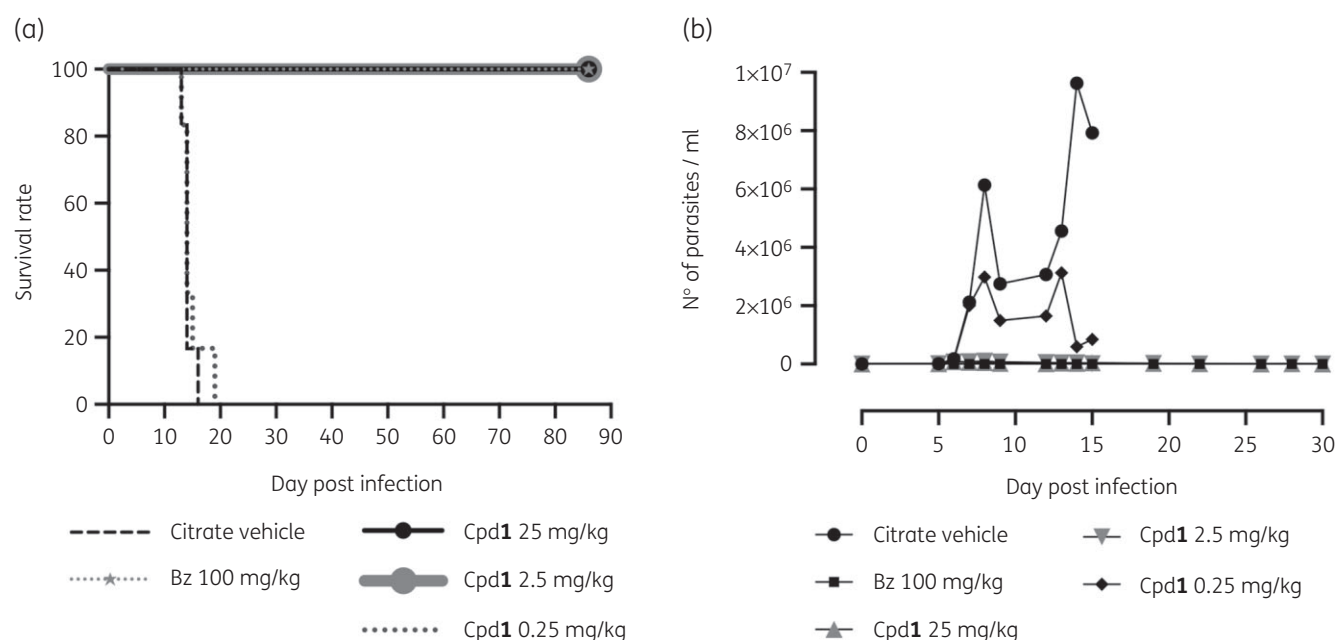 (a)
100
80
60
40
20
0
Survival rate
0 10 20 30 40 50 60 70 80 90
Day post infection
Citrate vehicle
Bz 100 mg/kg
Cpd1 25 mg/kg
Cpd1 2.5 mg/kg
Cpd1 0.25 mg/kg
(b)
1×10⁷
8×10⁶
6×10⁶
4×10⁶
2×10⁶
0
N° of parasites / ml
0 5 10 15 20 25 30
Day post infection
Citrate vehicle
Bz 100 mg/kg
Cpd1 25 mg/kg
Cpd1 2.5 mg/kg
Cpd1 0.25 mg/kg